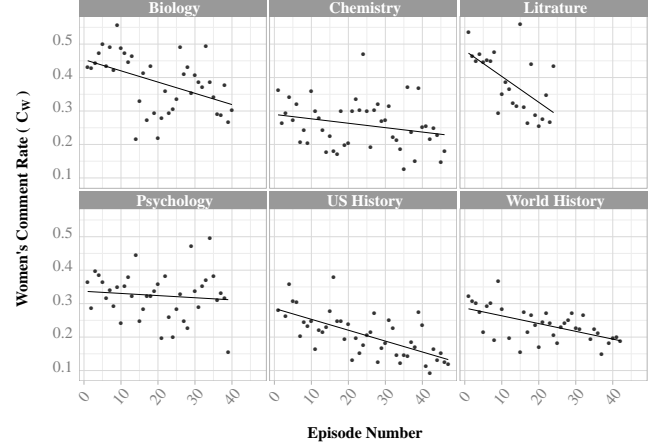 Biology Chemistry Litrature
0.5
0.4
0.3
0.2
0.1
Psychology US History World History
0.5
0.4
0.3
0.2
0.1
0 10 20 30 40 0 10 20 30 40 0 10 20 30 40
Episode Number
Women's Comment Rate ( Cw )